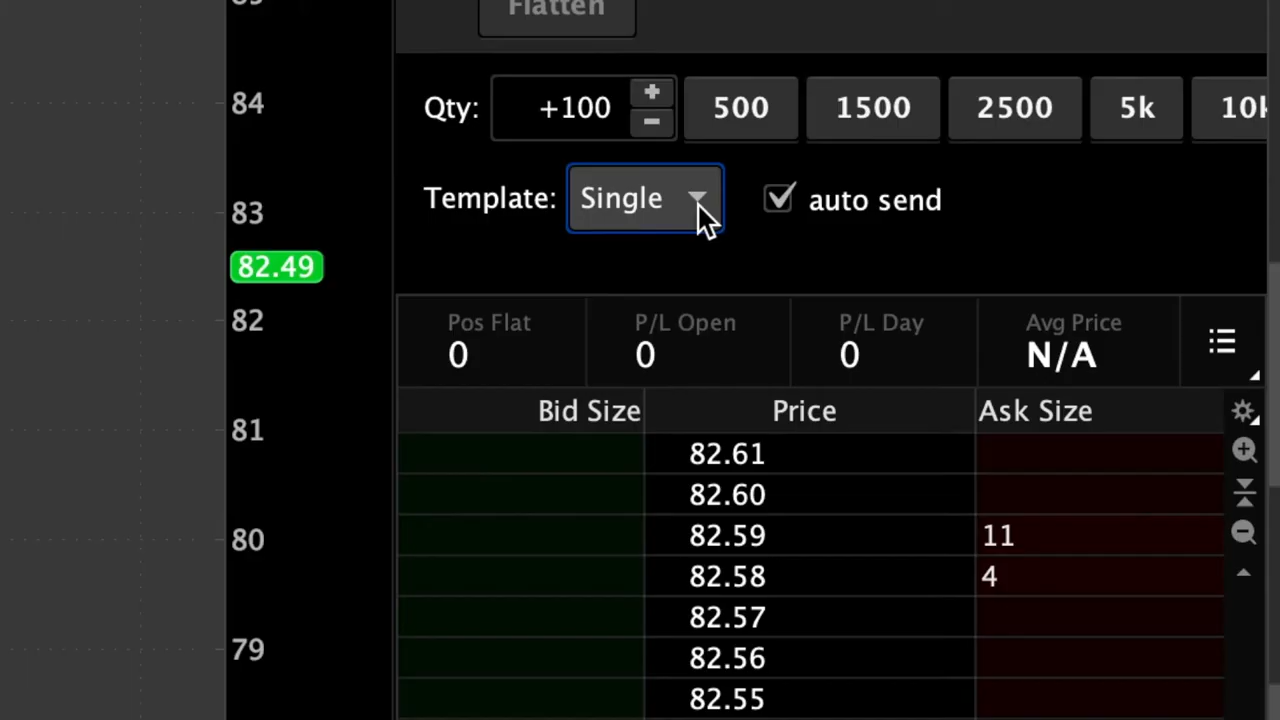 Flatten
84
83
82.49
82
81
80
79
Qty: +100 + − 500 1500 2500 5k
Template: Single auto send
Pos Flat P/L Open P/L Day Avg Price
0 0 0 N/A
Bid Size Price Ask Size
82.61
82.60
82.59 11
82.58 4
82.57
82.56
82.55